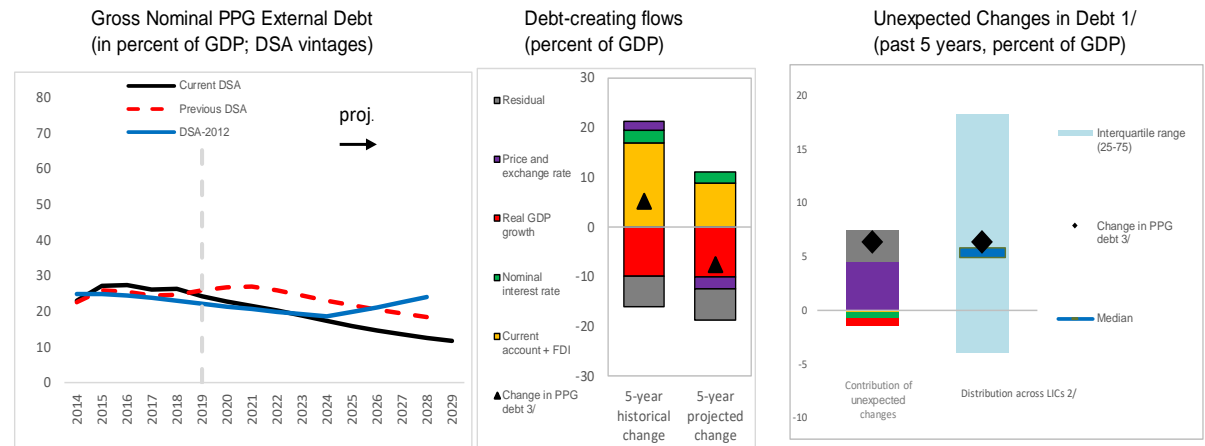 Gross Nominal PPG External Debt
(in percent of GDP; DSA vintages)
Current DSA
Previous DSA
DSA-2012
proj.
80
70
60
50
40
30
20
10
0
2014
2015
2016
2017
2018
2019
2020
2021
2022
2023
2024
2025
2026
2027
2028
2029
Debt-creating flows
(percent of GDP)
Residual
Price and
exchange rate
Real GDP
growth
Nominal
interest rate
Current
account + FDI
Change in PPG
debt 3/
30
20
10
0
-10
-20
-30
5-year
historical
change
5-year
projected
change
Unexpected Changes in Debt 1/
(past 5 years, percent of GDP)
20
15
10
5
0
-5
-10
Contribution of
unexpected
changes
Distribution across LICs 2/
Interquartile range
(25-75)
Change in PPG
debt 3/
Median